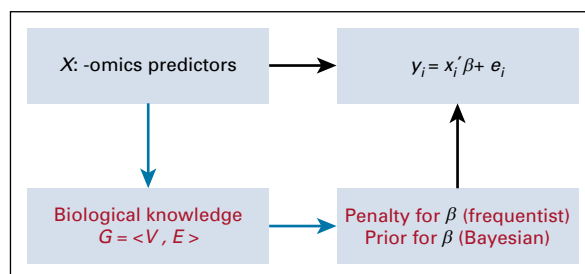 X: -omics predictors
yᵢ = xᵢ′β + eᵢ
Biological knowledge
G = <V , E >
Penalty for β (frequentist)
Prior for β (Bayesian)